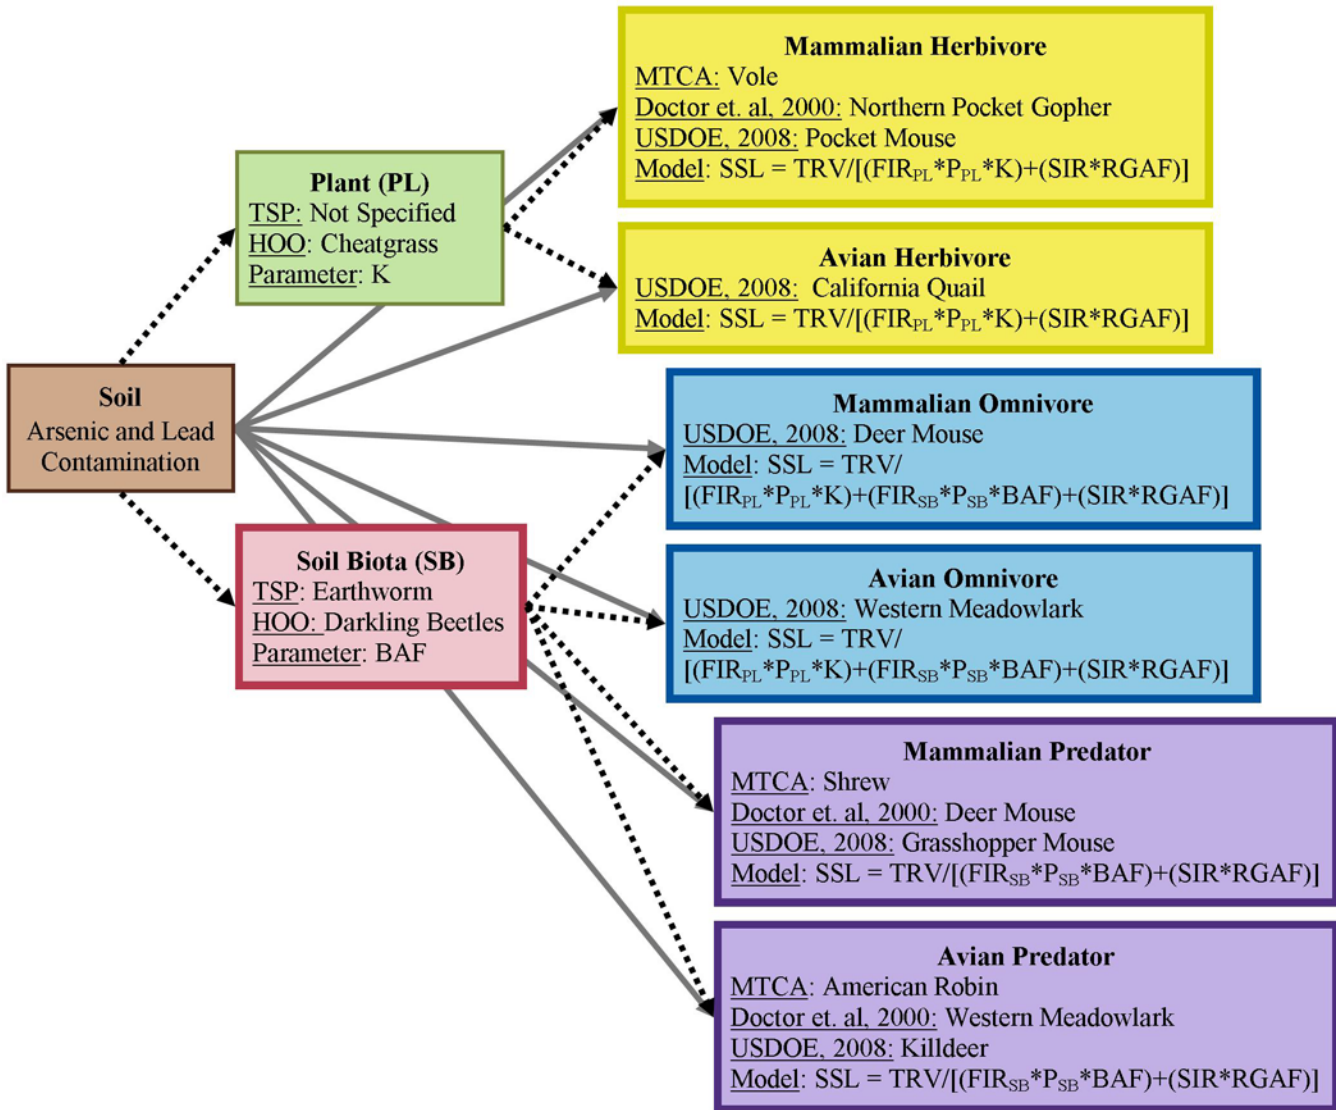 Mammalian Herbivore
MTCA: Vole
Doctor et. al, 2000: Northern Pocket Gopher
USDOE, 2008: Pocket Mouse
Model: SSL = TRV/[(FIRPL*PPL*K)+(SIR*RGAF)]
Plant (PL)
TSP: Not Specified
HOO: Cheatgrass
Parameter: K
Avian Herbivore
USDOE, 2008: California Quail
Model: SSL = TRV/[(FIRPL*PPL*K)+(SIR*RGAF)]
Soil
Arsenic and Lead
Contamination
Mammalian Omnivore
USDOE, 2008: Deer Mouse
Model: SSL = TRV/
[(FIRPL*PPL*K)+(FIRSB*PSB*BAF)+(SIR*RGAF)]
Soil Biota (SB)
TSP: Earthworm
HOO: Darkling Beetles
Parameter: BAF
Avian Omnivore
USDOE, 2008: Western Meadowlark
Model: SSL = TRV/
[(FIRPL*PPL*K)+(FIRSB*PSB*BAF)+(SIR*RGAF)]
Mammalian Predator
MTCA: Shrew
Doctor et. al, 2000: Deer Mouse
USDOE, 2008: Grasshopper Mouse
Model: SSL = TRV/[(FIRSB*PSB*BAF)+(SIR*RGAF)]
Avian Predator
MTCA: American Robin
Doctor et. al, 2000: Western Meadowlark
USDOE, 2008: Killdeer
Model: SSL = TRV/[(FIRSB*PSB*BAF)+(SIR*RGAF)]